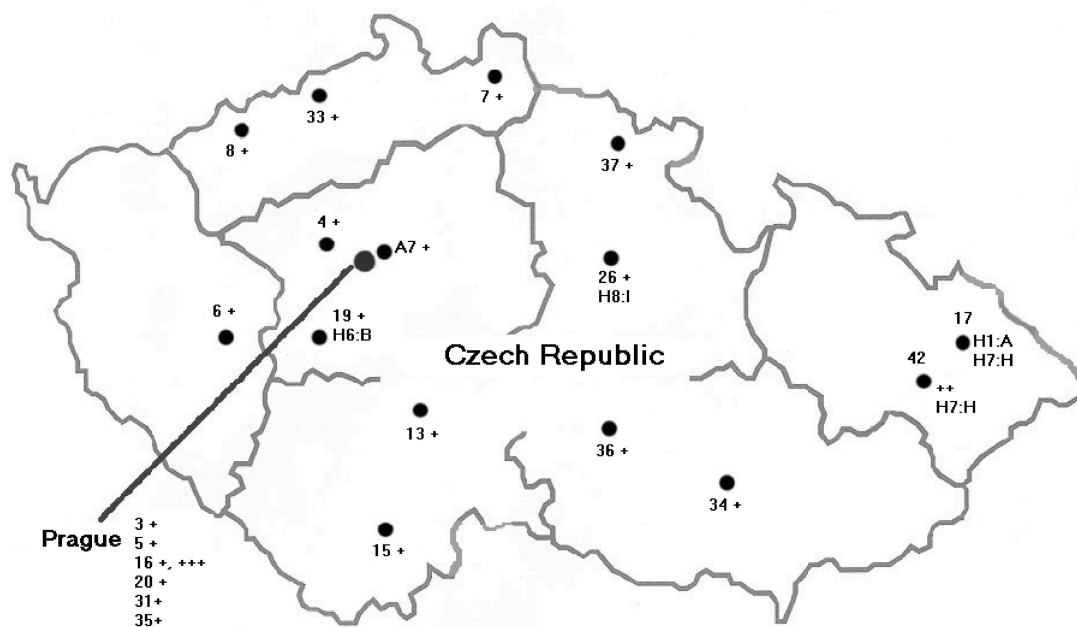 7 +
33 +
8 +
37 +
4 +
A7 +
26 +
H8:I
6 +
19 +
H6:B
17
H1:A
H7:H
Czech Republic
42
++
H7:H
13 +
36 +
34 +
Prague
3 +
5 +
16 +, +++
20 +
31+
35+
15 +